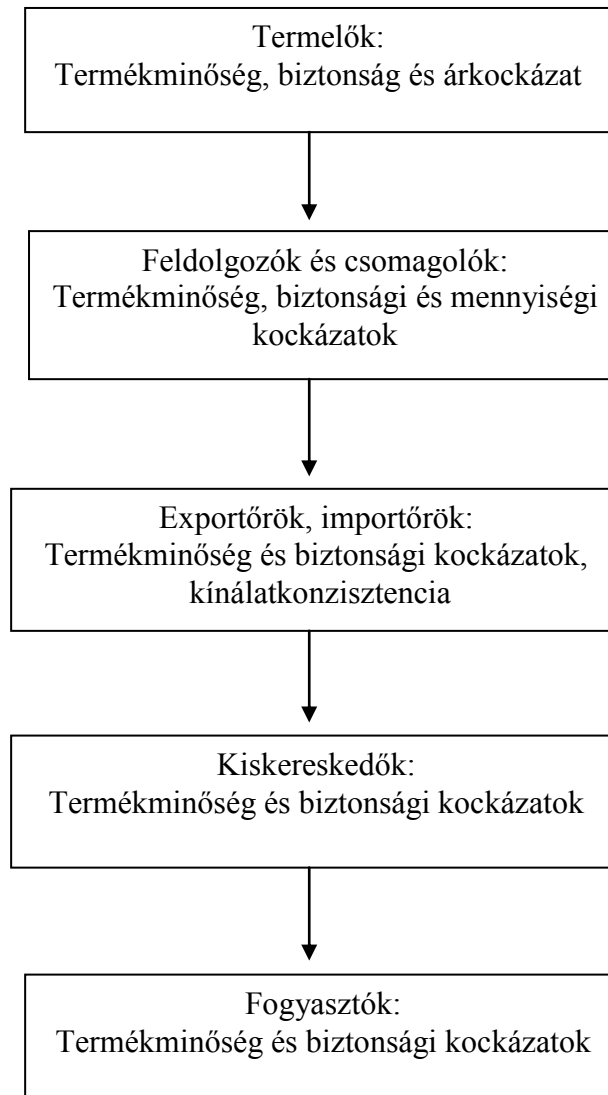 Termelők:
Termékminőség, biztonság és árkockázat
Feldolgozók és csomagolók:
Termékminőség, biztonsági és mennyiségi
kockázatok
Exportőrök, importőrök:
Termékminőség és biztonsági kockázatok,
kínálatkonzisztencia
Kiskereskedők:
Termékminőség és biztonsági kockázatok
Fogyasztók:
Termékminőség és biztonsági kockázatok